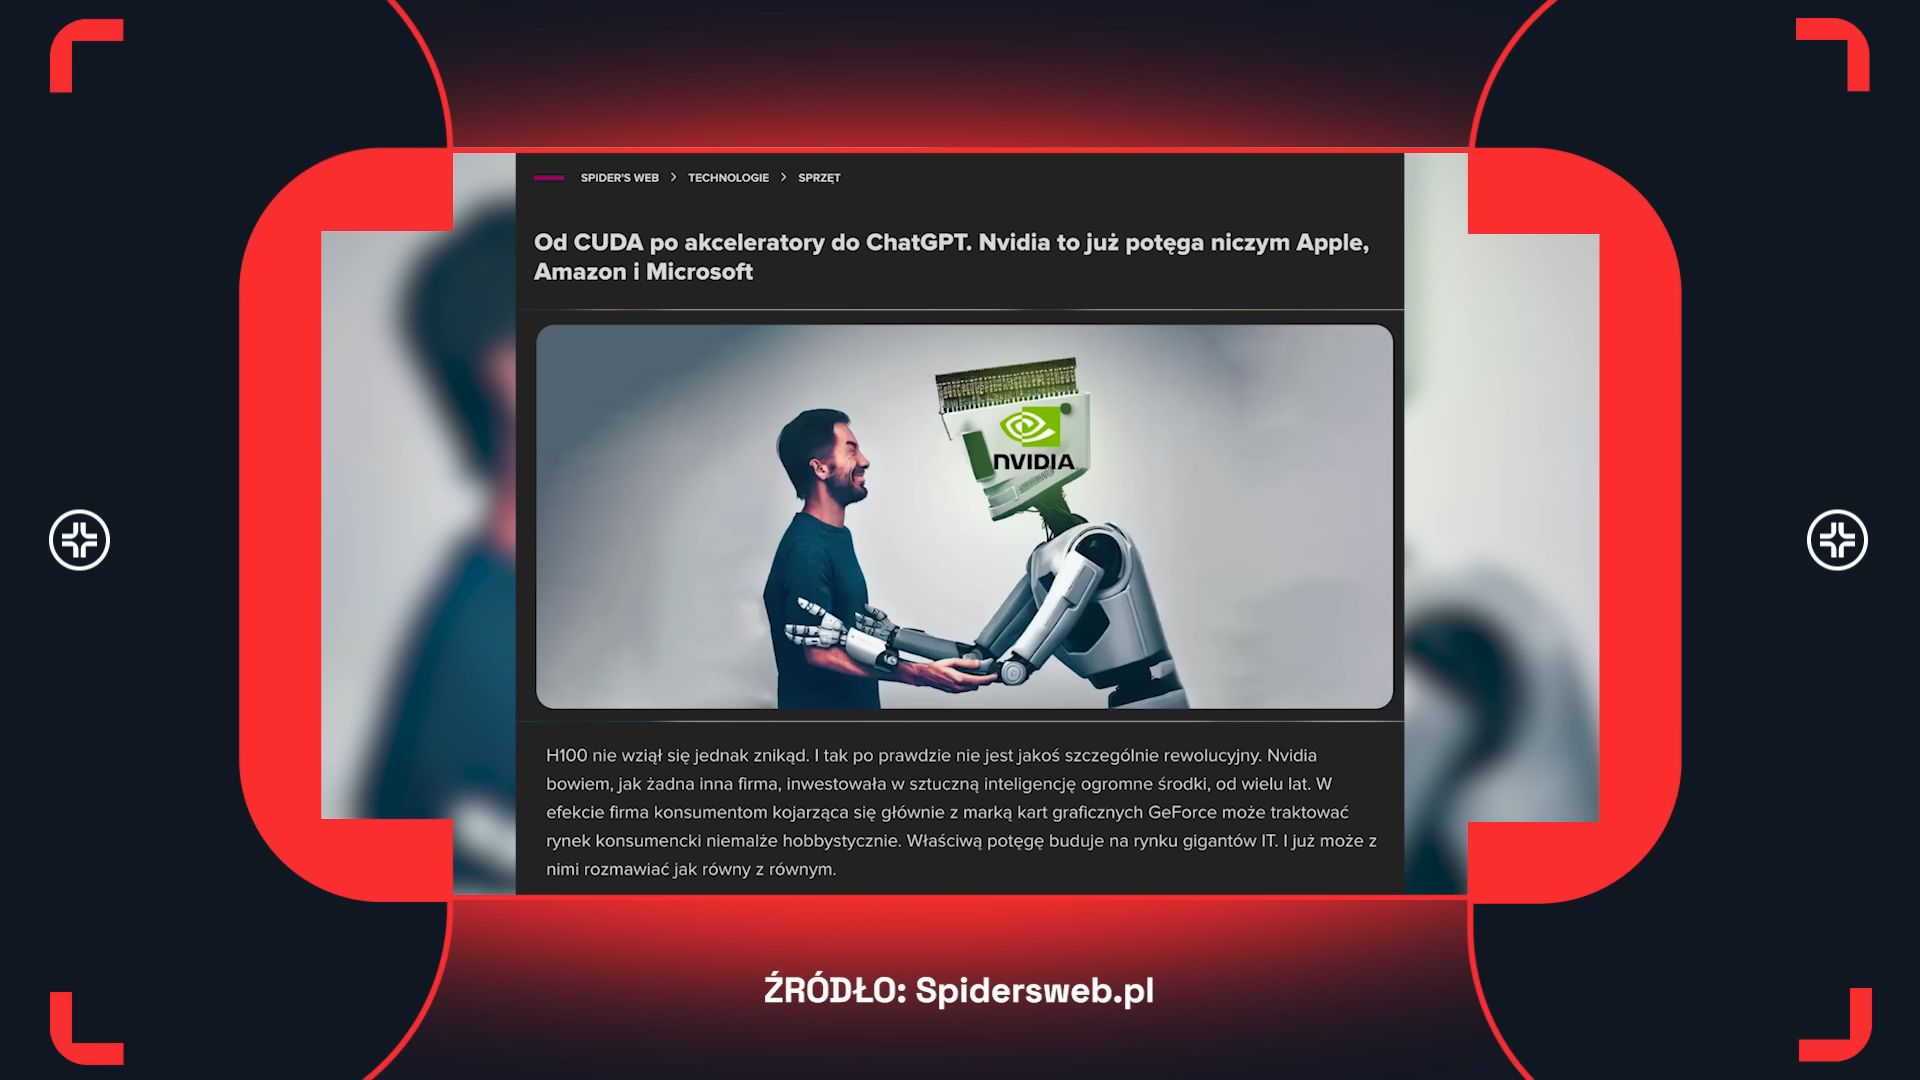 SPIDER'S WEB > TECHNOLOGIE > SPRZĘT
Od CUDA po akceleratory do ChatGPT. Nvidia to już potęga niczym Apple,
Amazon i Microsoft
NVIDIA
H100 nie wziął się jednak znikąd. I tak po prawdzie nie jest jakoś szczególnie rewolucyjny. Nvidia
bowiem, jak żadna inna firma, inwestowała w sztuczną inteligencję ogromne środki, od wielu lat. W
efekcie firma konsumentom kojarząca się głównie z marką kart graficznych GeForce może traktować
rynek konsumencki niemalże hobbystycznie. Właściwą potęgę buduje na rynku gigantów IT. I już może z
nimi rozmawiać jak równy z równym.
ŹRÓDŁO: Spidersweb.pl